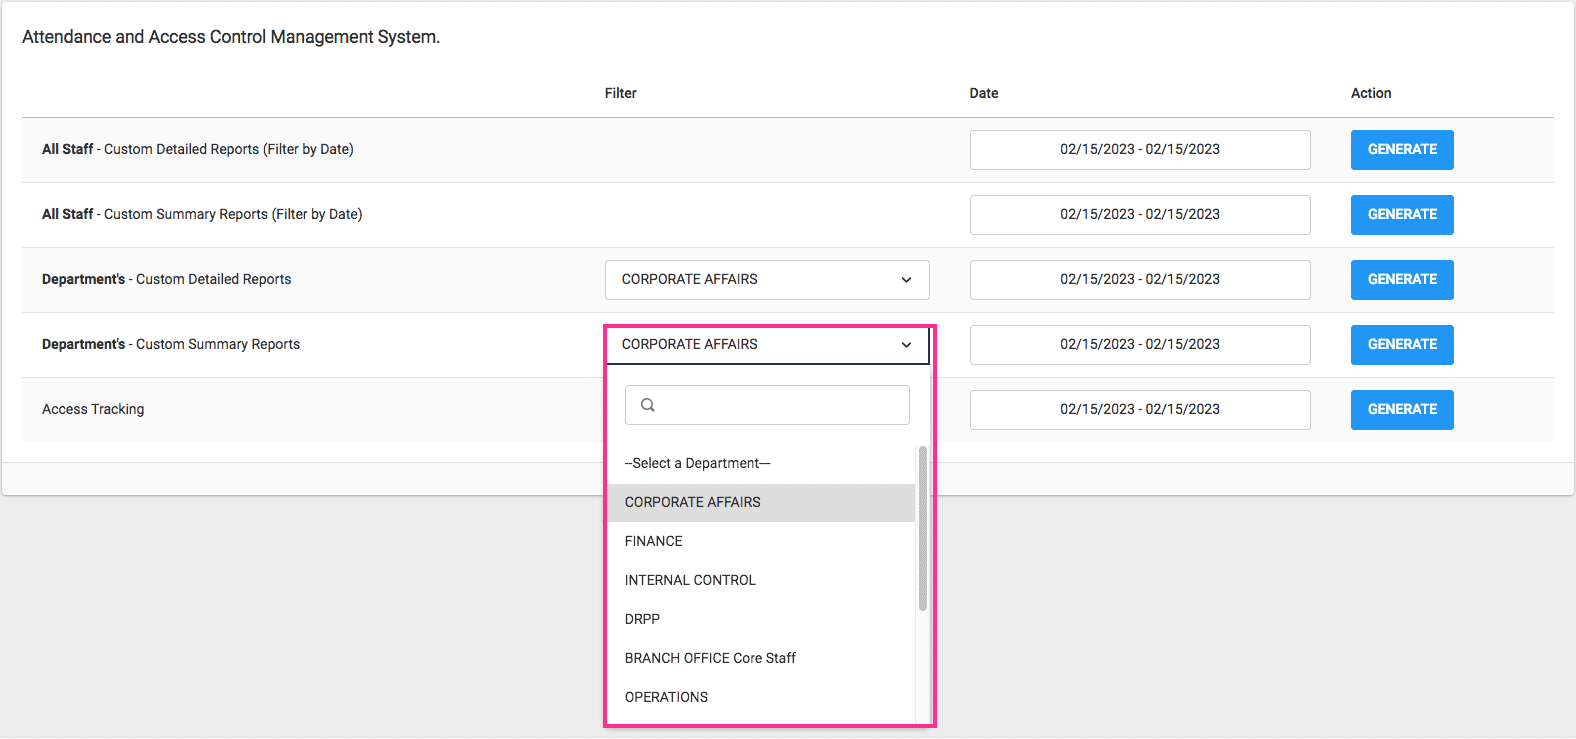 Attendance and Access Control Management System.
Filter Date Action
All Staff - Custom Detailed Reports (Filter by Date) 02/15/2023 - 02/15/2023 GENERATE
All Staff - Custom Summary Reports (Filter by Date) 02/15/2023 - 02/15/2023 GENERATE
Department's - Custom Detailed Reports CORPORATE AFFAIRS 02/15/2023 - 02/15/2023 GENERATE
Department's - Custom Summary Reports CORPORATE AFFAIRS 02/15/2023 - 02/15/2023 GENERATE
Access Tracking 02/15/2023 - 02/15/2023 GENERATE
--Select a Department—
CORPORATE AFFAIRS
FINANCE
INTERNAL CONTROL
DRPP
BRANCH OFFICE Core Staff
OPERATIONS